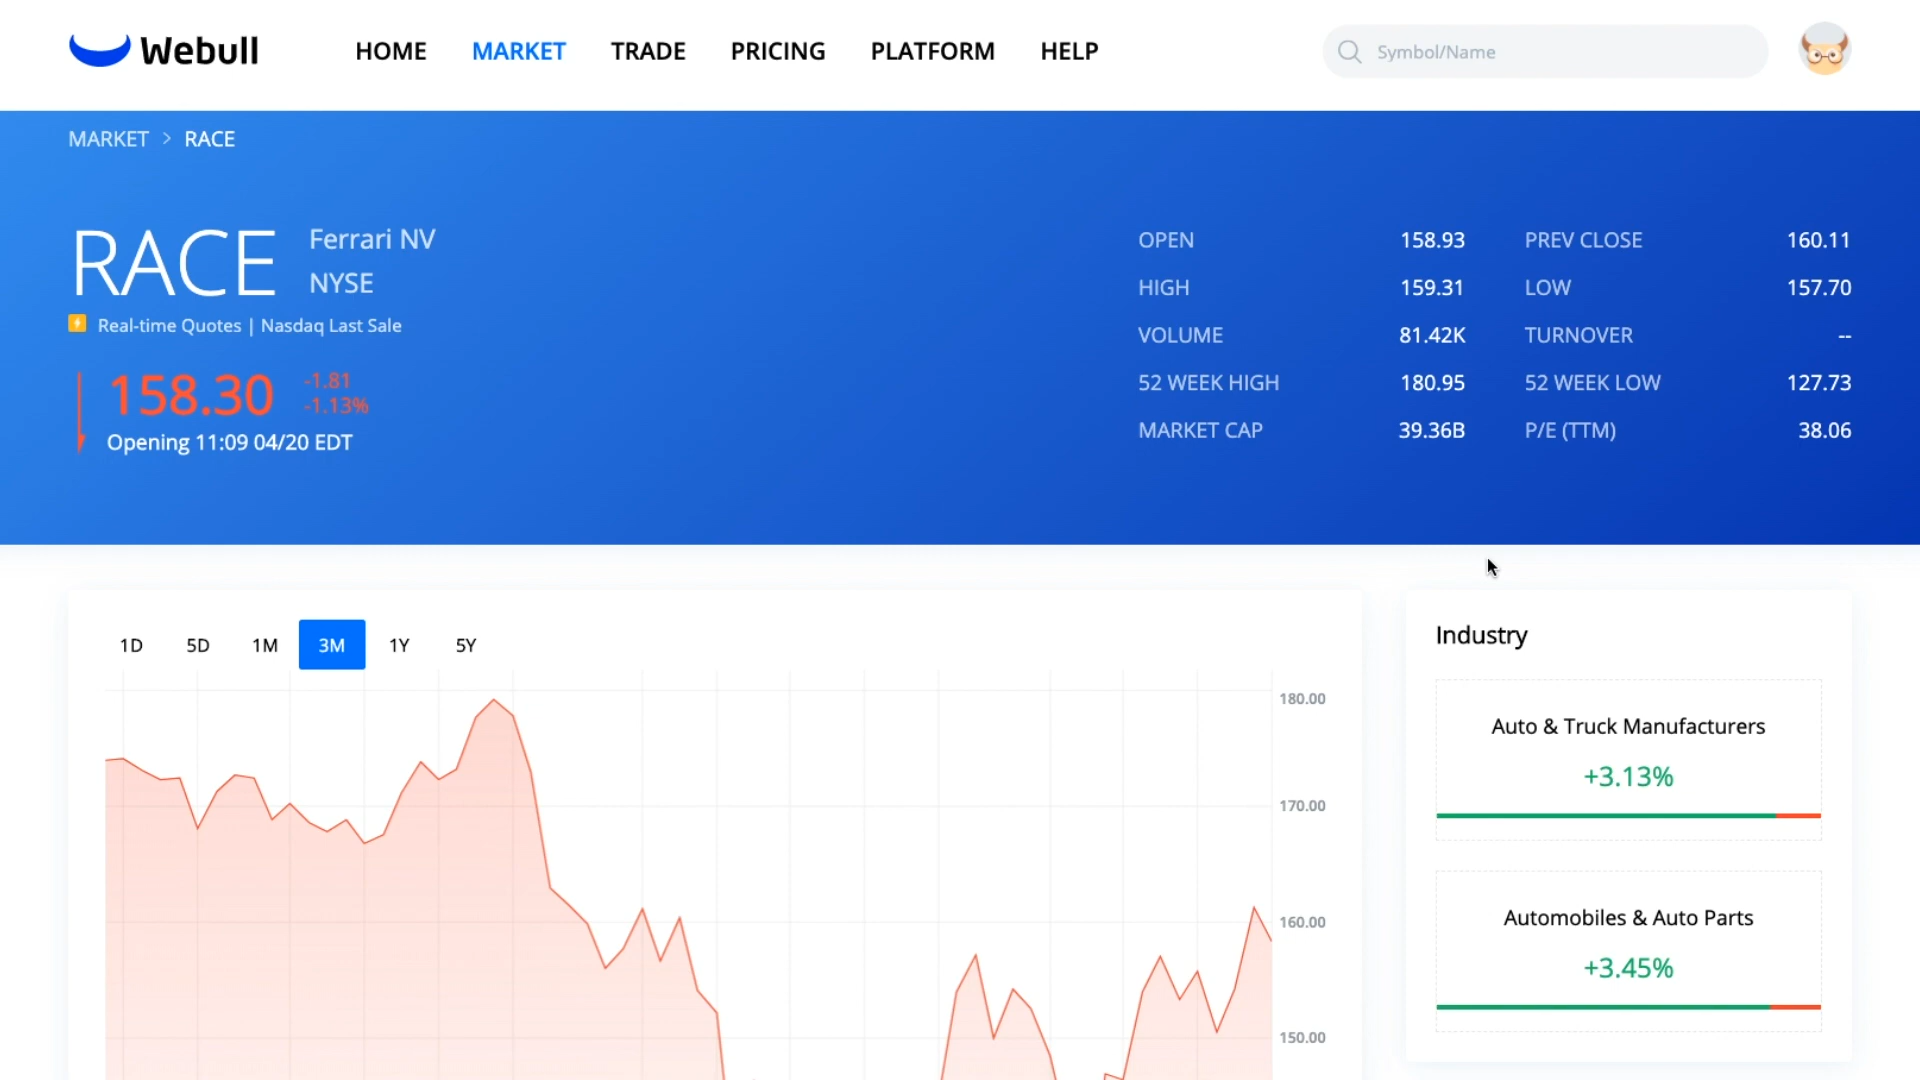 Webull
HOME MARKET TRADE PRICING PLATFORM HELP
Symbol/Name
MARKET > RACE
RACE
Ferrari NV
NYSE
Real-time Quotes | Nasdaq Last Sale
158.30
-1.81
-1.13%
Opening 11:09 04/20 EDT
OPEN 158.93 PREV CLOSE 160.11
HIGH 159.31 LOW 157.70
VOLUME 81.42K TURNOVER --
52 WEEK HIGH 180.95 52 WEEK LOW 127.73
MARKET CAP 39.36B P/E (TTM) 38.06
1D 5D 1M 3M 1Y 5Y
180.00
170.00
160.00
150.00
Industry
Auto & Truck Manufacturers
+3.13%
Automobiles & Auto Parts
+3.45%